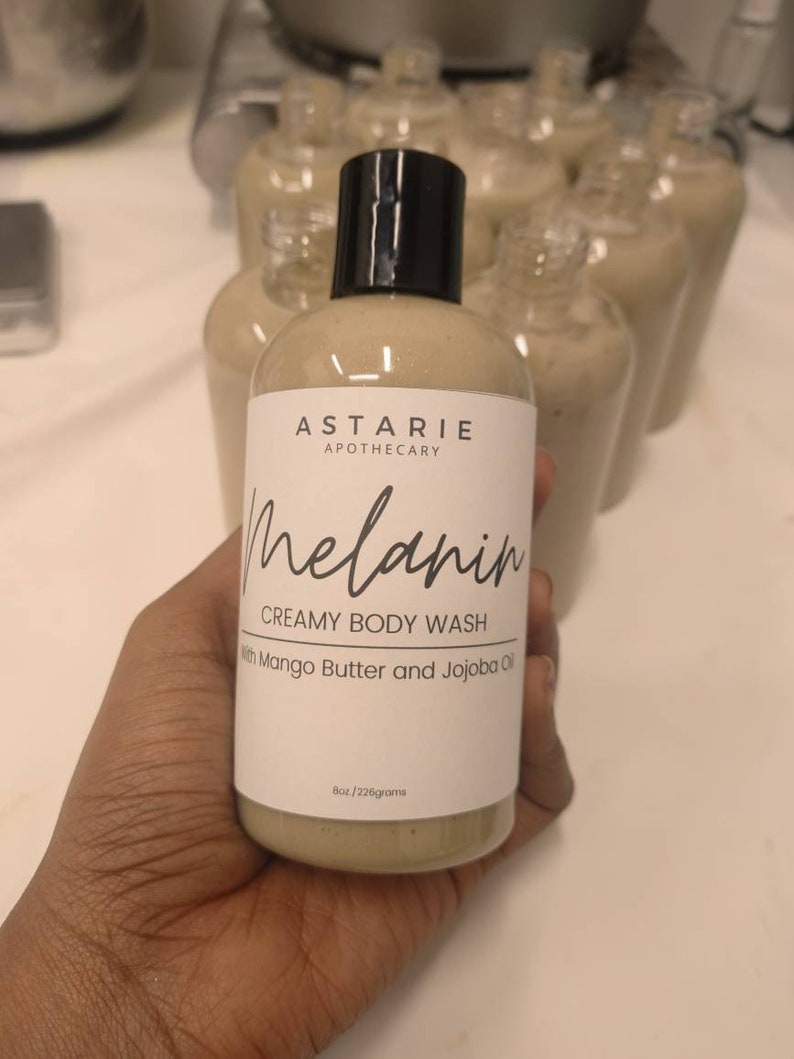 ASTARIE
APOTHECARY
Melanin
CREAMY BODY WASH
With Mango Butter and Jojoba Oil
8oz./226grams